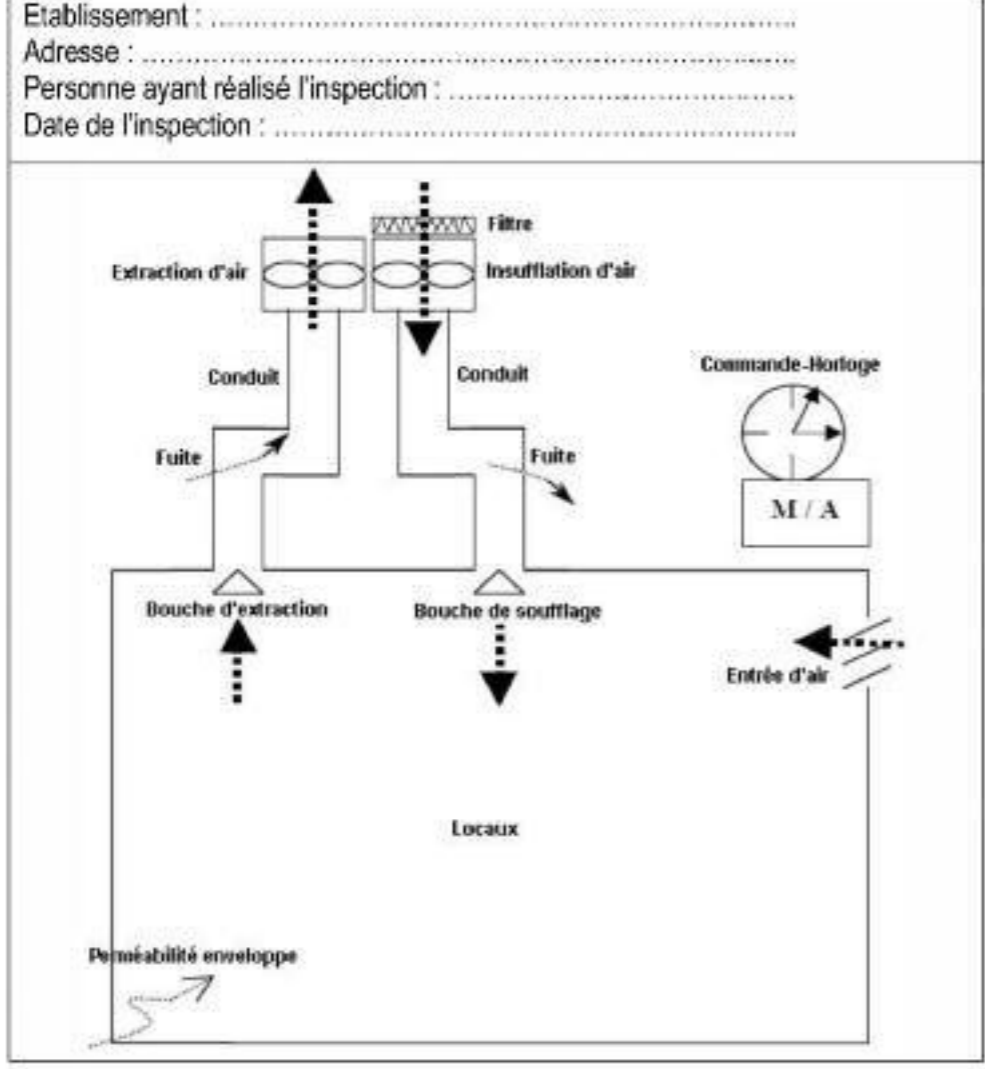 Etablissement : ............................................................
Adresse : ............................................................
Personne ayant réalisé l'inspection : ............................................................
Date de l'inspection : ............................................................
Filtre
Extraction d'air
Insufflation d'air
Conduit
Conduit
Commande-Horloge
Fuite
Fuite
M / A
Bouche d'extraction
Bouche de soufflage
Entrée d'air
Locaux
Perméabilité enveloppe